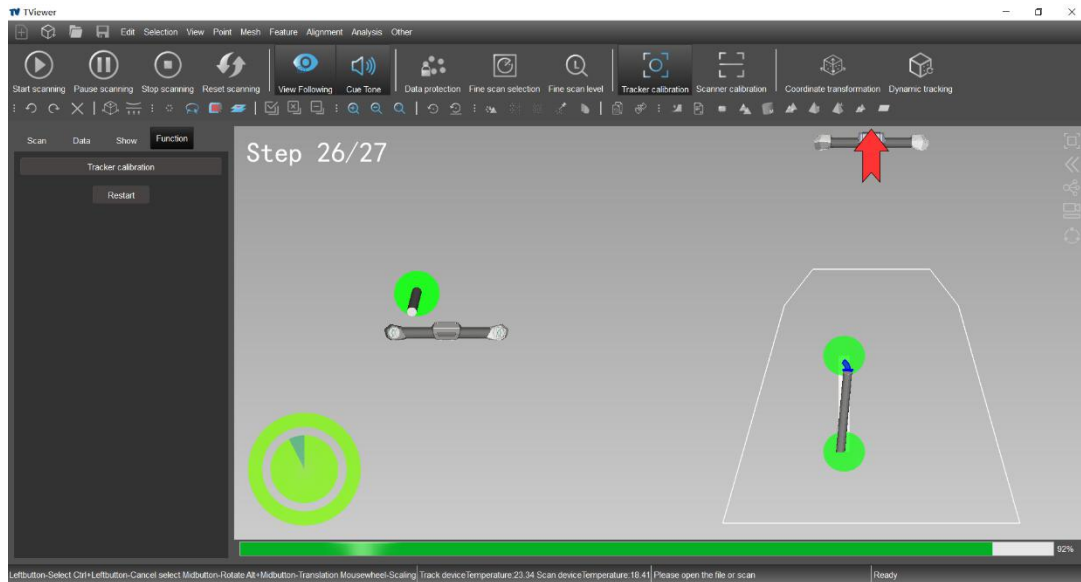 TViewer
Edit Selection View Point Mesh Feature Alignment Analysis Other
Start scanning Pause scanning Stop scanning Reset scanning View Following Cue Tone Data protection Fine scan selection Fine scan level Tracker calibration Scanner calibration Coordinate transformation Dynamic tracking
Scan Data Show Function
Tracker calibration
Restart
Step 26/27
92%
Leftbutton-Select Ctrl+Leftbutton-Cancel select Midbutton-Rotate Alt+Midbutton-Translation Mousewheel-Scaling Track deviceTemperature:23.34 Scan deviceTemperature:18.41 Please open the file or scan Ready